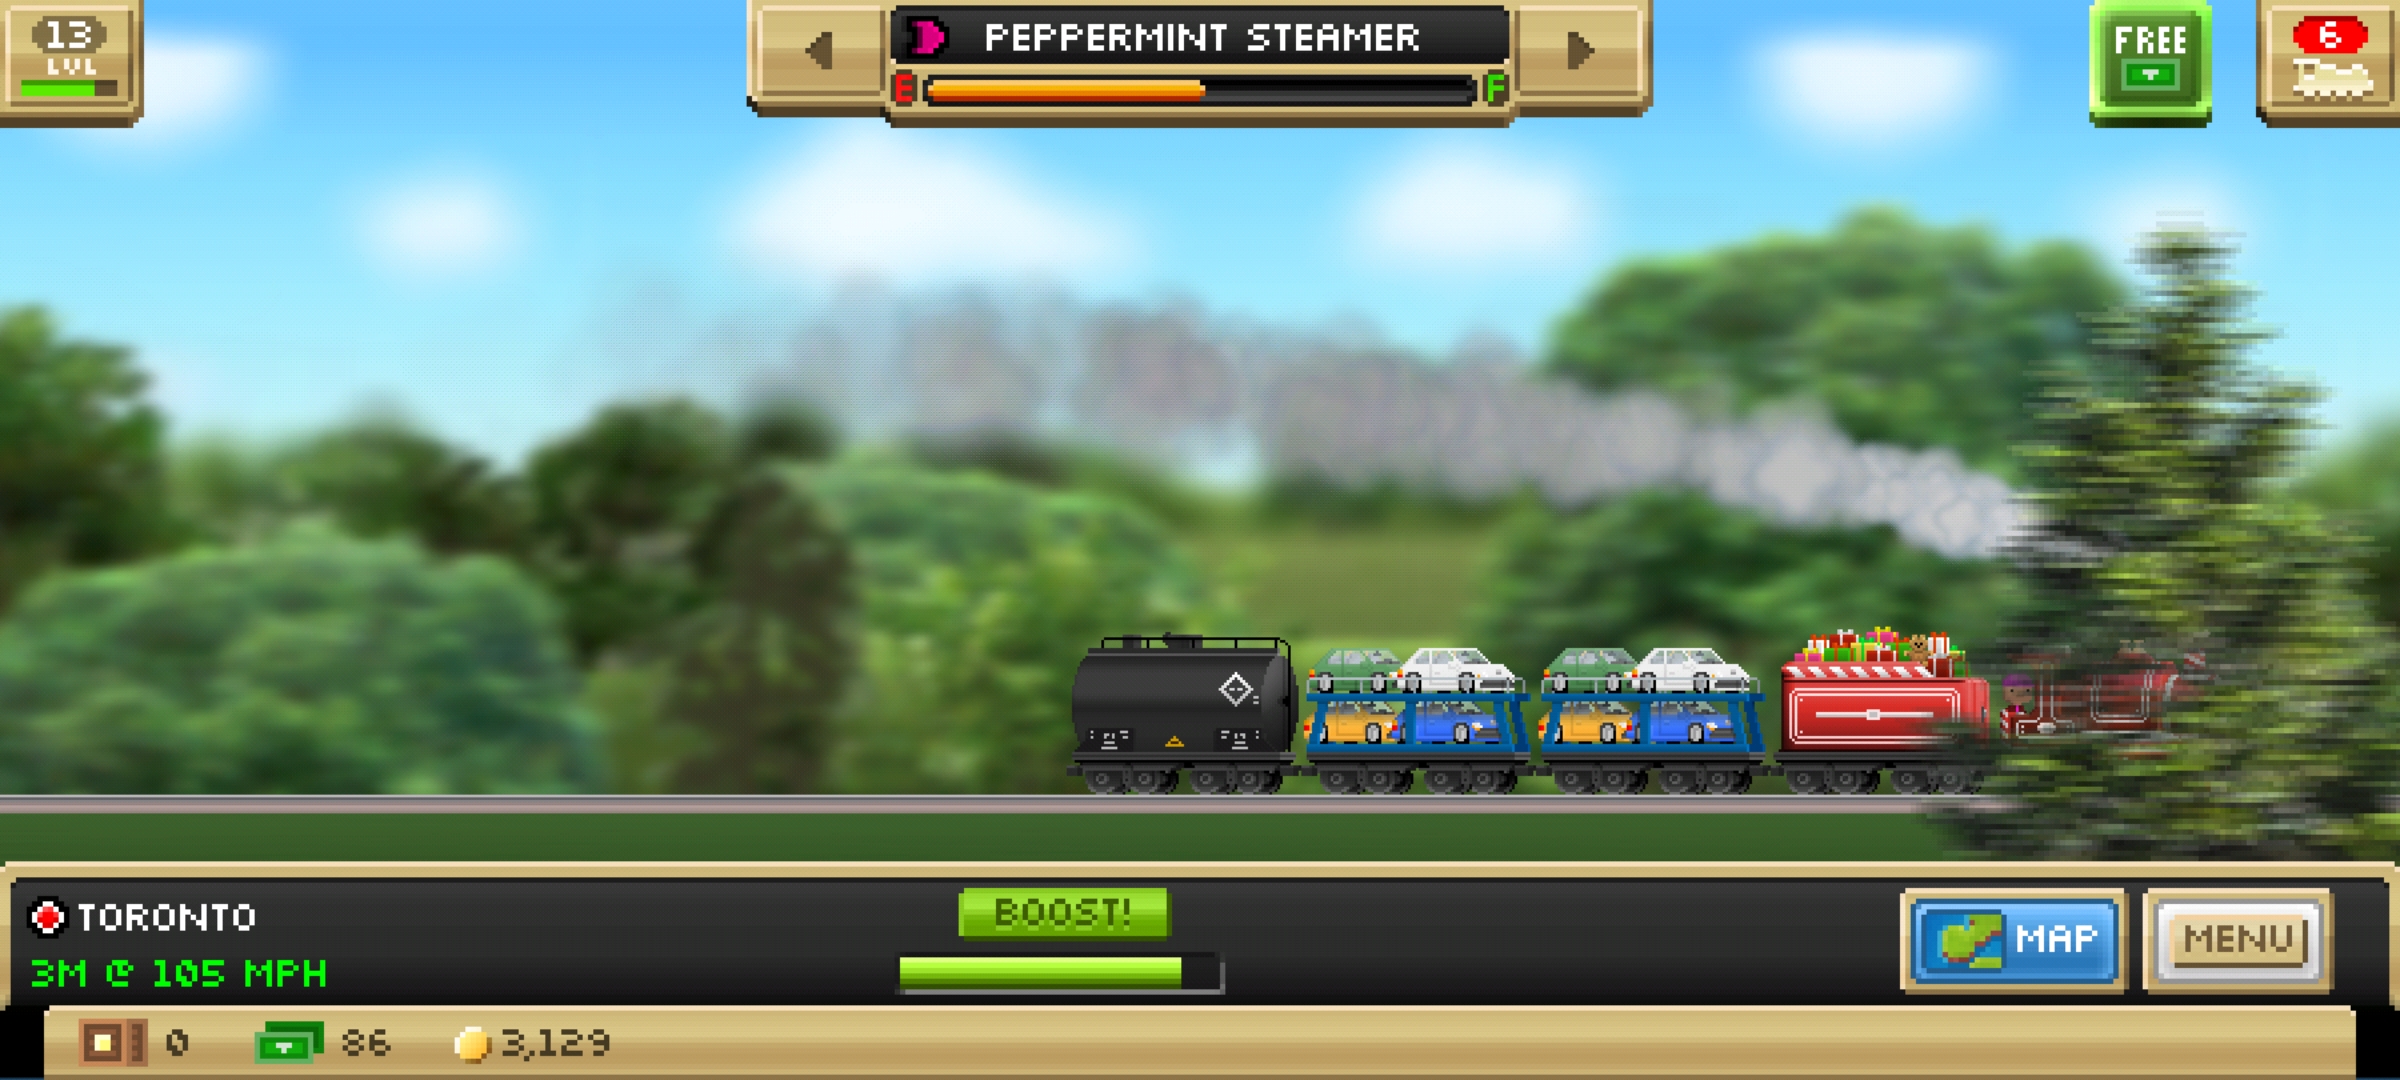 13
LVL
PEPPERMINT STEAMER
E F
FREE
6
TORONTO
3M @ 105 MPH
BOOST!
MAP
MENU
0
86
3,129